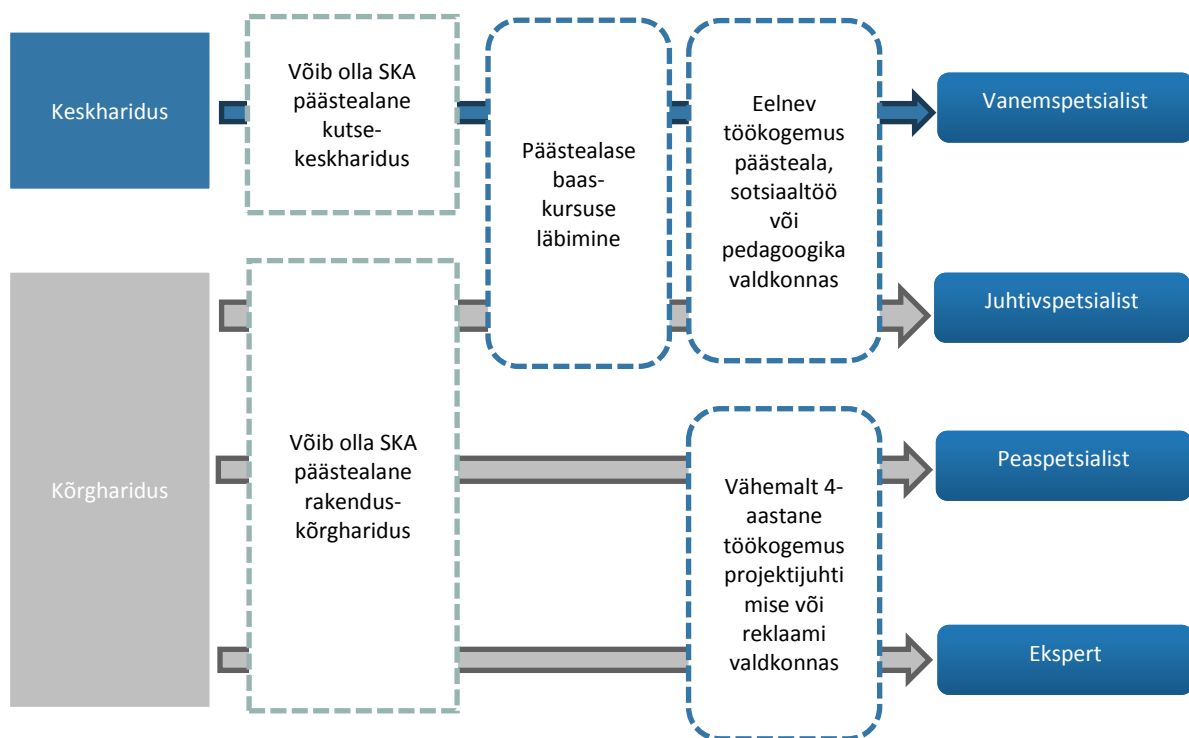 Keskharidus
Võib olla SKA
päästealane
kutse-
keskharidus
Päästealase
baas-
kursuse
läbimine
Eelnev
töökogemus
päästeala,
sotsiaaltöö
või
pedagoogika
valdkonnas
Vanemspetsialist
Juhtivspetsialist
Kõrgharidus
Võib olla SKA
päästealane
rakendus-
kõrgharidus
Vähemalt 4-
aastane
töökogemus
projektijuhti
mise või
reklaami
valdkonnas
Peaspetsialist
Ekspert